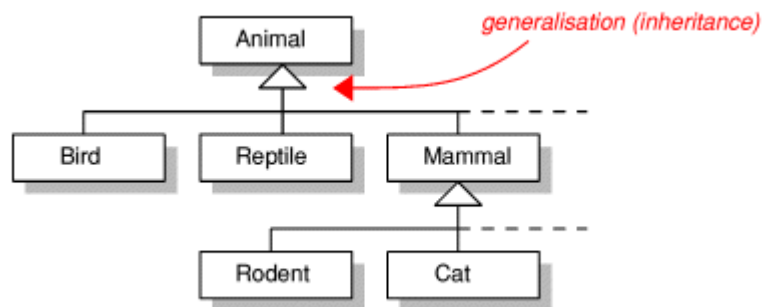 Animal
generalisation (inheritance)
Bird
Reptile
Mammal
Rodent
Cat